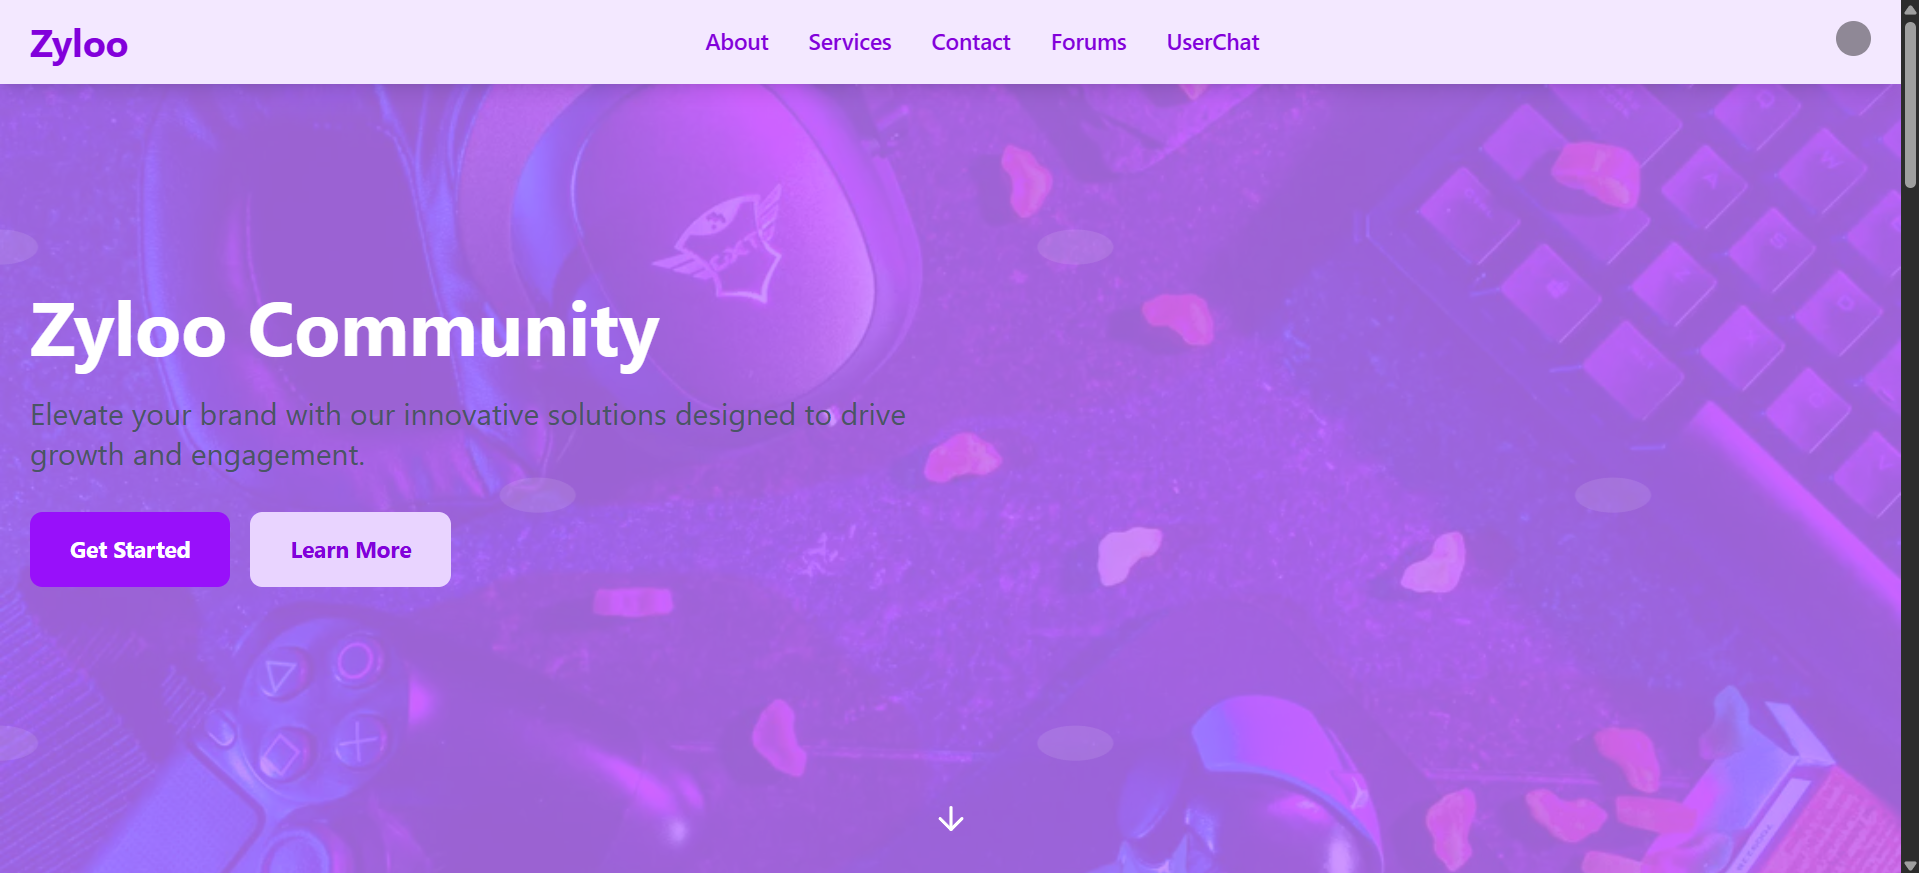 Zyloo
About Services Contact Forums UserChat
Zyloo Community
Elevate your brand with our innovative solutions designed to drive
growth and engagement.
Get Started Learn More